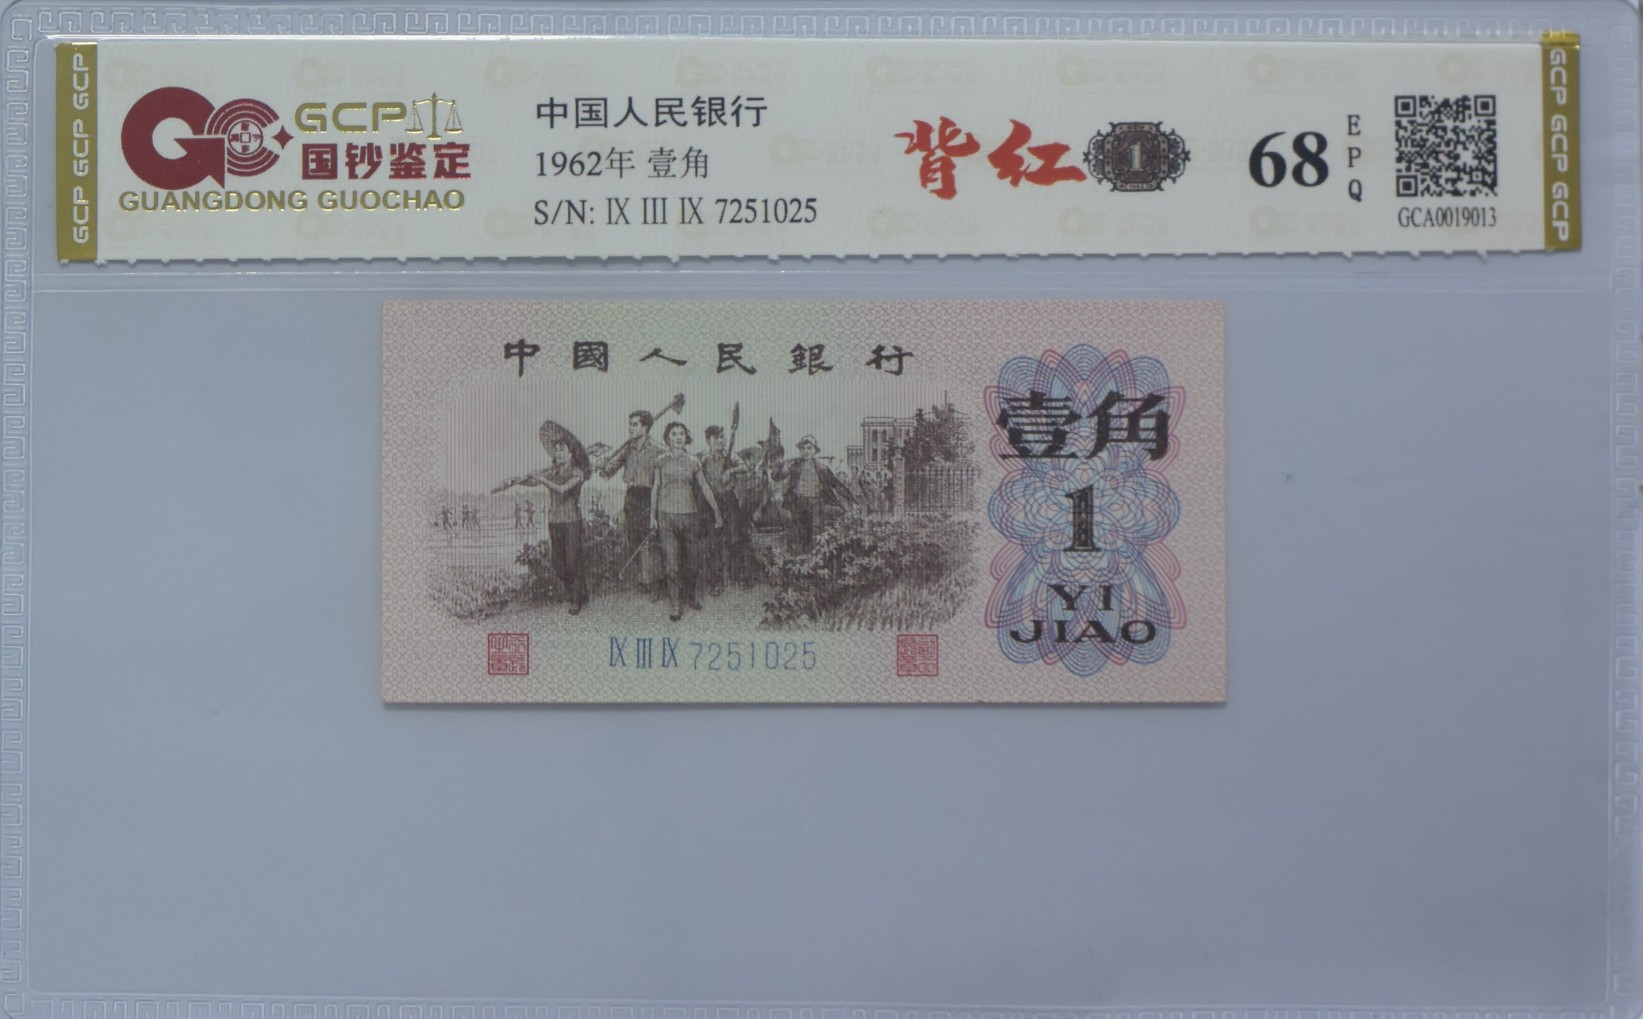 GCP GCP GCP
GCP
国钞鉴定
GUANGDONG GUOCHAO
中国人民银行
1962年 壹角
S/N: Ⅸ Ⅲ Ⅸ 7251025
背红
1
68
EPQ
GCA0019013
GCP GCP GCP
中國人民銀行
壹角
1
YI
JIAO
Ⅸ Ⅲ Ⅸ 7251025